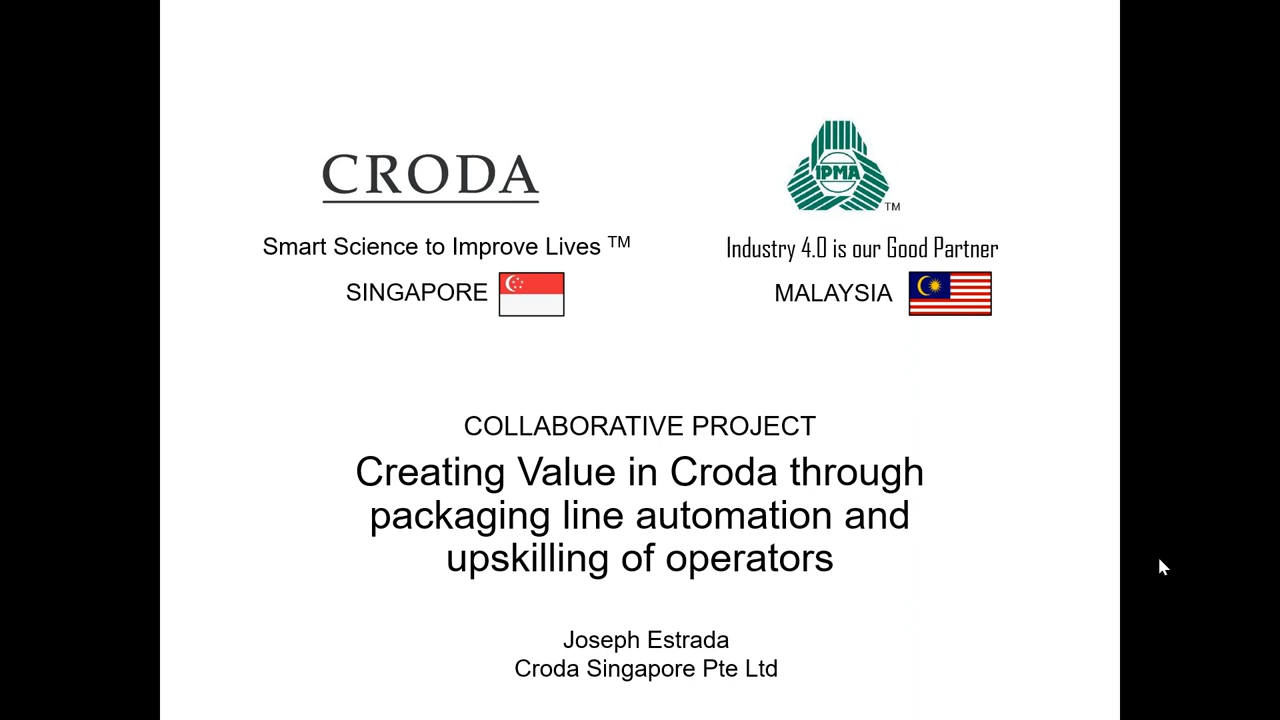 CRODA
IPMA
TM
Smart Science to Improve Lives TM
Industry 4.0 is our Good Partner
SINGAPORE
MALAYSIA
COLLABORATIVE PROJECT
Creating Value in Croda through
packaging line automation and
upskilling of operators
Joseph Estrada
Croda Singapore Pte Ltd